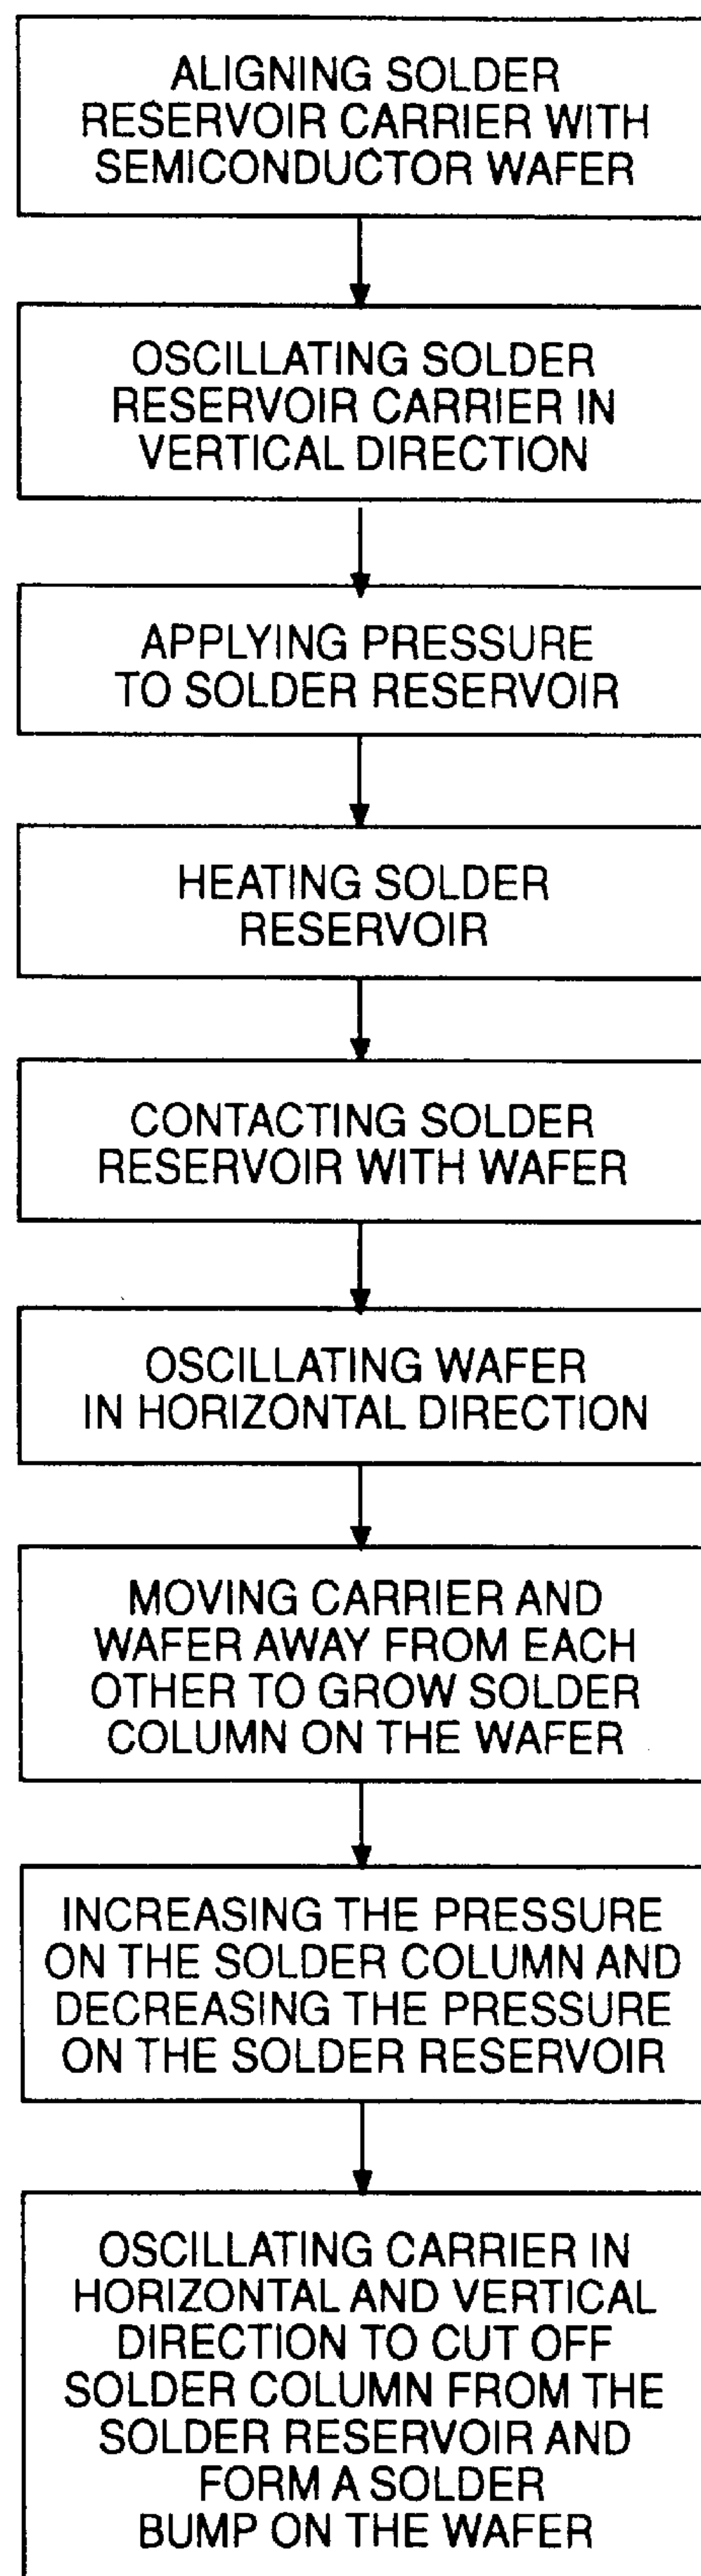 ALIGNING SOLDER
RESERVOIR CARRIER WITH
SEMICONDUCTOR WAFER
OSCILLATING SOLDER
RESERVOIR CARRIER IN
VERTICAL DIRECTION
APPLYING PRESSURE
TO SOLDER RESERVOIR
HEATING SOLDER
RESERVOIR
CONTACTING SOLDER
RESERVOIR WITH WAFER
OSCILLATING WAFER
IN HORIZONTAL DIRECTION
MOVING CARRIER AND
WAFER AWAY FROM EACH
OTHER TO GROW SOLDER
COLUMN ON THE WAFER
INCREASING THE PRESSURE
ON THE SOLDER COLUMN AND
DECREASING THE PRESSURE
ON THE SOLDER RESERVOIR
OSCILLATING CARRIER IN
HORIZONTAL AND VERTICAL
DIRECTION TO CUT OFF
SOLDER COLUMN FROM THE
SOLDER RESERVOIR AND
FORM A SOLDER
BUMP ON THE WAFER